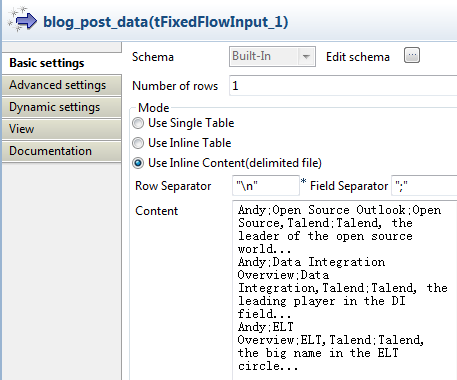 blog_post_data(tFixedFlowInput_1)
Basic settings
Advanced settings
Dynamic settings
View
Documentation
Schema Built-In Edit schema ...
Number of rows 1
Mode
Use Single Table
Use Inline Table
Use Inline Content(delimited file)
Row Separator "\n" * Field Separator ";"
Content
Andy;Open Source Outlook;Open
Source,Talend;Talend, the
leader of the open source
world...
Andy;Data Integration
Overview;Data
Integration,Talend;Talend, the
leading player in the DI
field...
Andy;ELT
Overview;ELT,Talend;Talend,
the big name in the ELT
circle...